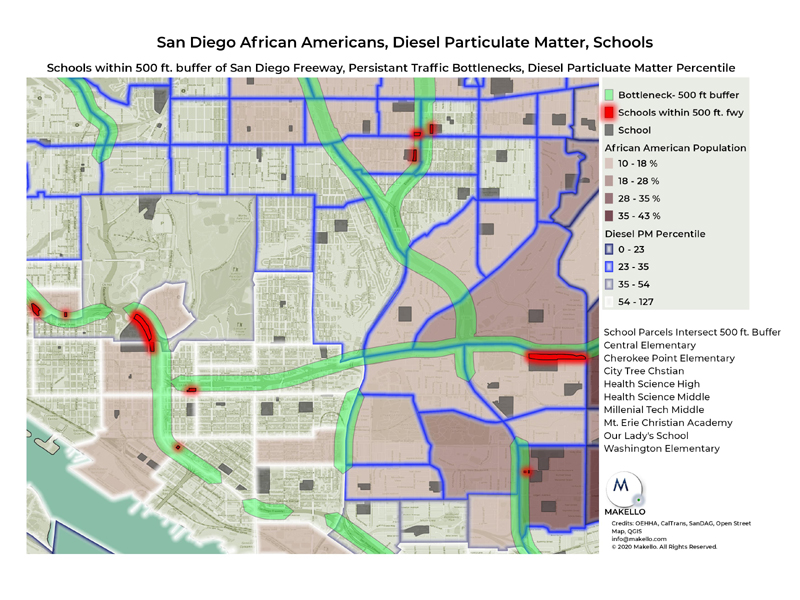 San Diego African Americans, Diesel Particulate Matter, Schools
Schools within 500 ft. buffer of San Diego Freeway, Persistant Traffic Bottlenecks, Diesel Particluate Matter Percentile
Bottleneck- 500 ft buffer
Schools within 500 ft. fwy
School
African American Population
10 - 18 %
18 - 28 %
28 - 35 %
35 - 43 %
Diesel PM Percentile
0 - 23
23 - 35
35 - 54
54 - 127
School Parcels Intersect 500 ft. Buffer
Central Elementary
Cherokee Point Elementary
City Tree Chstian
Health Science High
Health Science Middle
Millenial Tech Middle
Mt. Erie Christian Academy
Our Lady's School
Washington Elementary
M
MAKELLO
Credits: OEHHA, CalTrans, SanDAG, Open Street
Map, QGIS
info@makello.com
© 2020 Makello. All Rights Reserved.